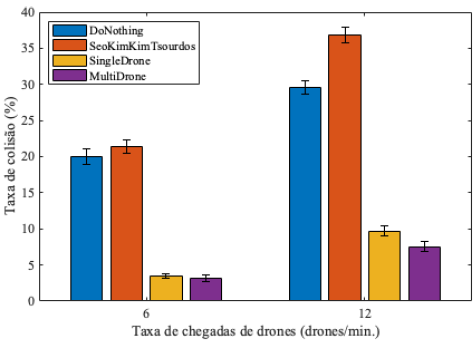 40
35
30
25
20
15
10
5
0
Taxa de colisão (%)
DoNothing
SeoKimKimTsourdos
SingleDrone
MultiDrone
6
12
Taxa de chegadas de drones (drones/min.)